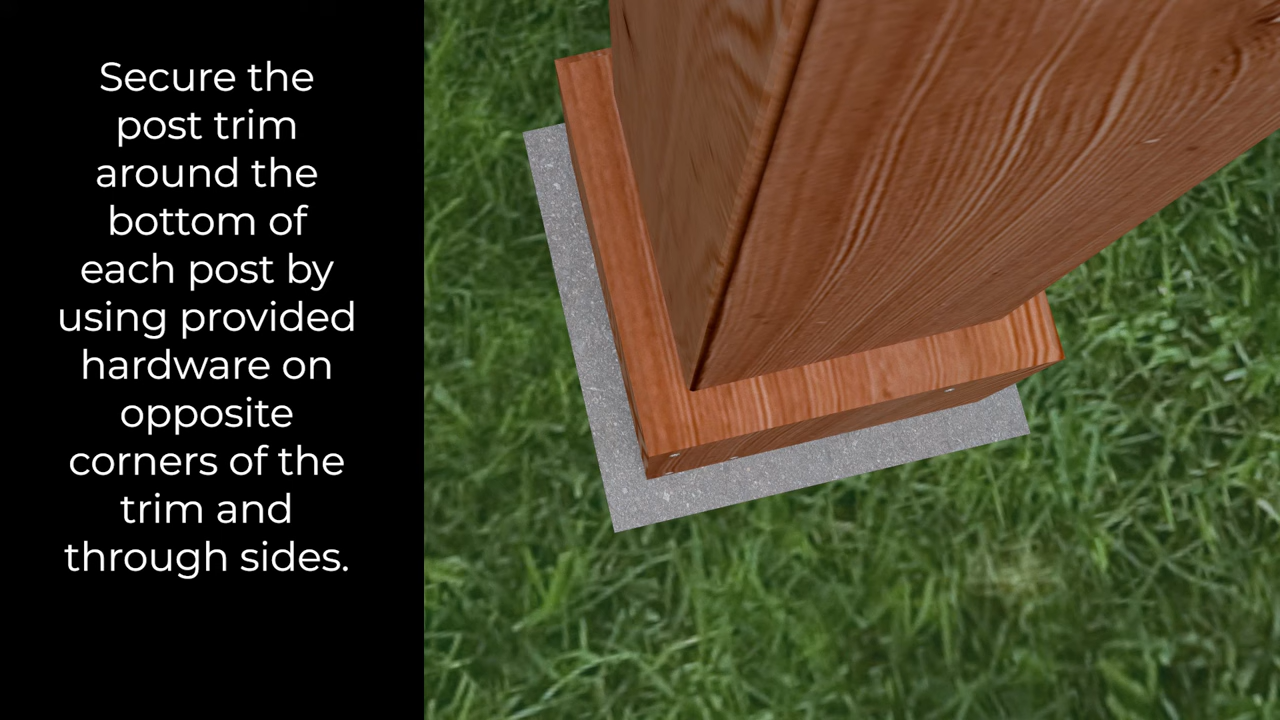 Secure the
post trim
around the
bottom of
each post by
using provided
hardware on
opposite
corners of the
trim and
through sides.